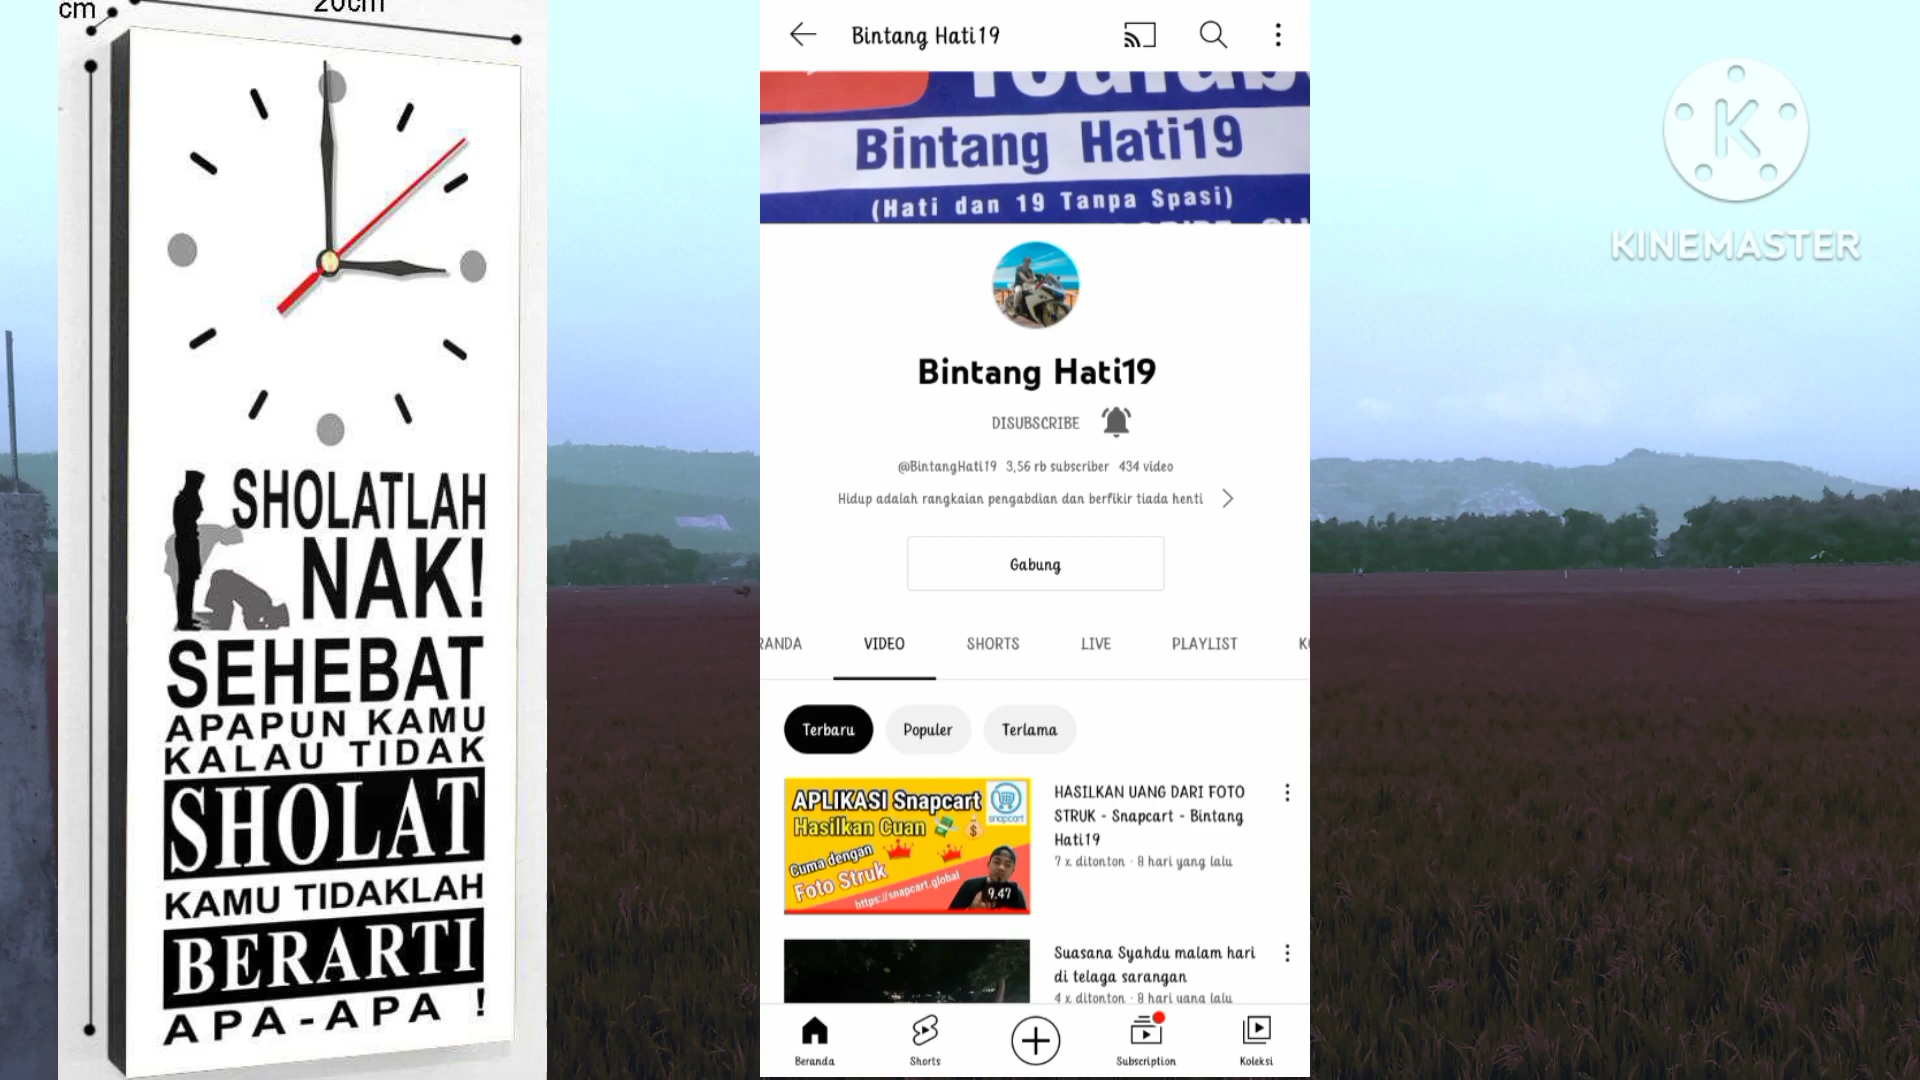 cm
20cm
SHOLATLAH
NAK!
SEHEBAT
APAPUN KAMU
KALAU TIDAK
SHOLAT
KAMU TIDAKLAH
BERARTI
APA-APA !
Bintang Hati19
Bintang Hati19
(Hati dan 19 Tanpa Spasi)
Bintang Hati19
DISUBSCRIBE
@BintangHati19 3,56 rb subscriber 434 video
Hidup adalah rangkaian pengabdian dan berfikir tiada henti
Gabung
RANDA VIDEO SHORTS LIVE PLAYLIST K
Terbaru Populer Terlama
APLIKASI Snapcart
snapcart
Hasilkan Cuan
Cuma dengan
Foto Struk
https://snapcart.global
9.47
HASILKAN UANG DARI FOTO
STRUK - Snapcart - Bintang
Hati19
7 x ditonton · 8 hari yang lalu
Suasana Syahdu malam hari
di telaga sarangan
4 x ditonton · 8 hari yang lalu
Beranda Shorts Subscription Koleksi
K
KINEMASTER